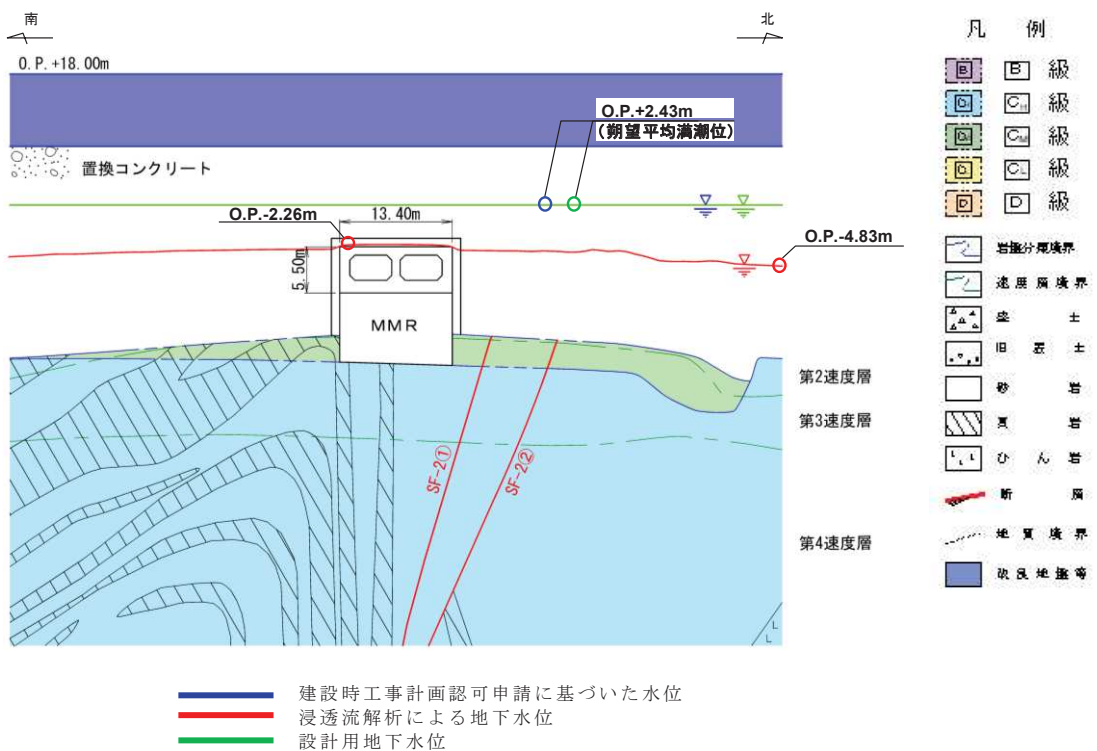 南
北
O.P.+18.00m
O.P.+2.43m
(朔望平均満潮位)
置換コンクリート
O.P.-2.26m
13.40m
O.P.-4.83m
5.50m
MMR
第2速度層
第3速度層
第4速度層
SF-2①
SF-2②
L
L
凡 例
B B 級
CH CH 級
CM CM 級
CL CL 級
D D 級
岩盤分類境界
速度層境界
盛 土
旧 表 土
砂 岩
頁 岩
ひ ん 岩
断 層
地 質 境 界
改 良 地 盤 等
建設時工事計画認可申請に基づいた水位
浸透流解析による地下水位
設計用地下水位